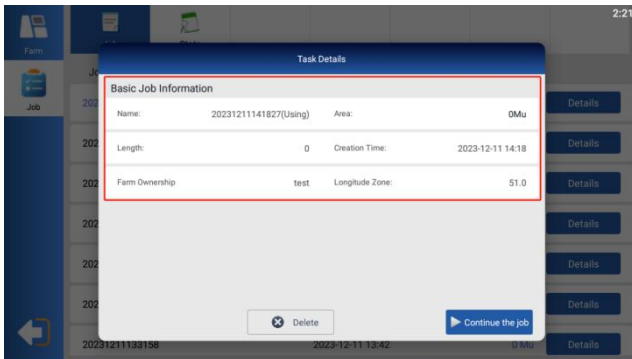 2:21
Farm
Job
Task Details
Basic Job Information
Name: 20231211141827(Using) Area: 0Mu
Length: 0 Creation Time: 2023-12-11 14:18
Farm Ownership test Longitude Zone: 51.0
Details
Details
Details
Details
Details
Details
Delete
Continue the job
20231211133158 2023-12-11 13:42 0 Mu Details